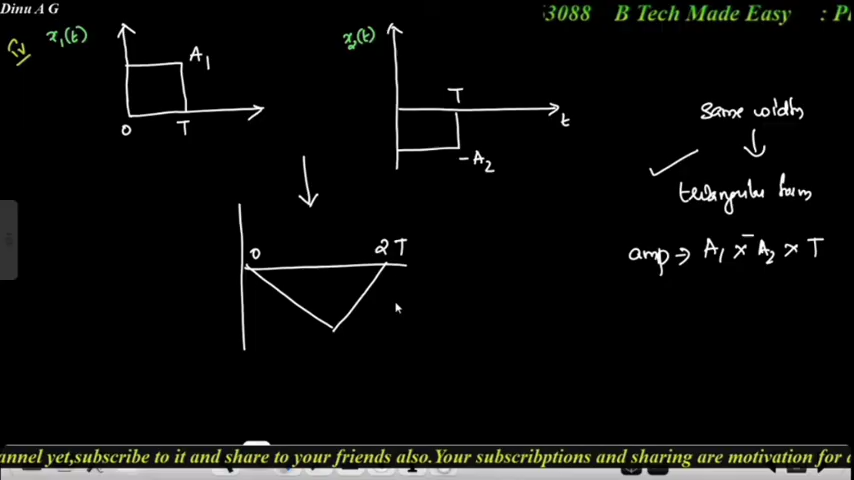 Dinu A G
3088 B Tech Made Easy : P
iv
x₁(t)
A₁
0
T
x₂(t)
T
t
-A₂
same width
↓
triangular form
amp ⇒ A₁ × -A₂ × T
0
2T
annel yet,subscribe to it and share to your friends also.Your subscribptions and sharing are motivation for